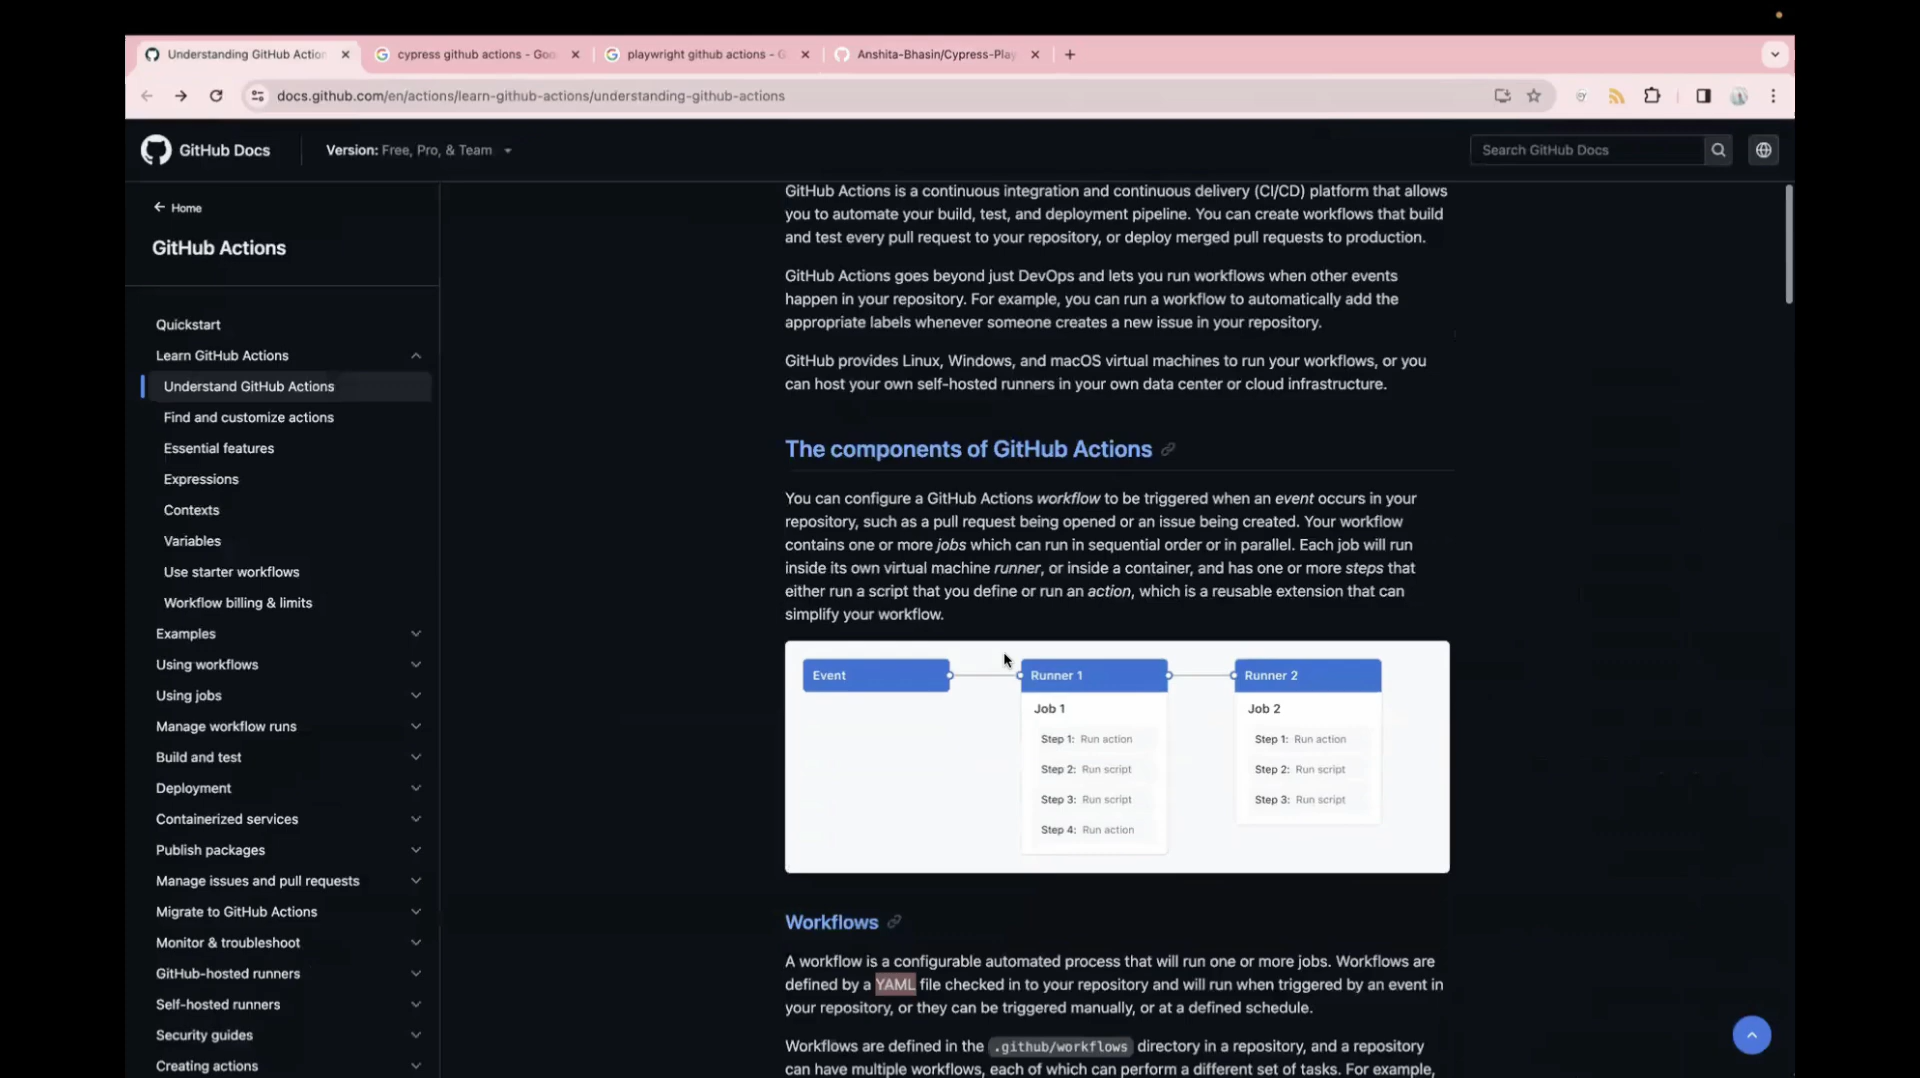 Understanding GitHub Action
cypress github actions - Goo
playwright github actions - G
Anshita-Bhasin/Cypress-Play
docs.github.com/en/actions/learn-github-actions/understanding-github-actions
GitHub Docs
Version: Free, Pro, & Team
Search GitHub Docs
Home
GitHub Actions
Quickstart
Learn GitHub Actions
Understand GitHub Actions
Find and customize actions
Essential features
Expressions
Contexts
Variables
Use starter workflows
Workflow billing & limits
Examples
Using workflows
Using jobs
Manage workflow runs
Build and test
Deployment
Containerized services
Publish packages
Manage issues and pull requests
Migrate to GitHub Actions
Monitor & troubleshoot
GitHub-hosted runners
Self-hosted runners
Security guides
Creating actions
GitHub Actions is a continuous integration and continuous delivery (CI/CD) platform that allows
you to automate your build, test, and deployment pipeline. You can create workflows that build
and test every pull request to your repository, or deploy merged pull requests to production.
GitHub Actions goes beyond just DevOps and lets you run workflows when other events
happen in your repository. For example, you can run a workflow to automatically add the
appropriate labels whenever someone creates a new issue in your repository.
GitHub provides Linux, Windows, and macOS virtual machines to run your workflows, or you
can host your own self-hosted runners in your own data center or cloud infrastructure.
The components of GitHub Actions
You can configure a GitHub Actions workflow to be triggered when an event occurs in your
repository, such as a pull request being opened or an issue being created. Your workflow
contains one or more jobs which can run in sequential order or in parallel. Each job will run
inside its own virtual machine runner, or inside a container, and has one or more steps that
either run a script that you define or run an action, which is a reusable extension that can
simplify your workflow.
Event
Runner 1
Job 1
Step 1: Run action
Step 2: Run script
Step 3: Run script
Step 4: Run action
Runner 2
Job 2
Step 1: Run action
Step 2: Run script
Step 3: Run script
Workflows
A workflow is a configurable automated process that will run one or more jobs. Workflows are
defined by a YAML file checked in to your repository and will run when triggered by an event in
your repository, or they can be triggered manually, or at a defined schedule.
Workflows are defined in the .github/workflows directory in a repository, and a repository
can have multiple workflows, each of which can perform a different set of tasks. For example,